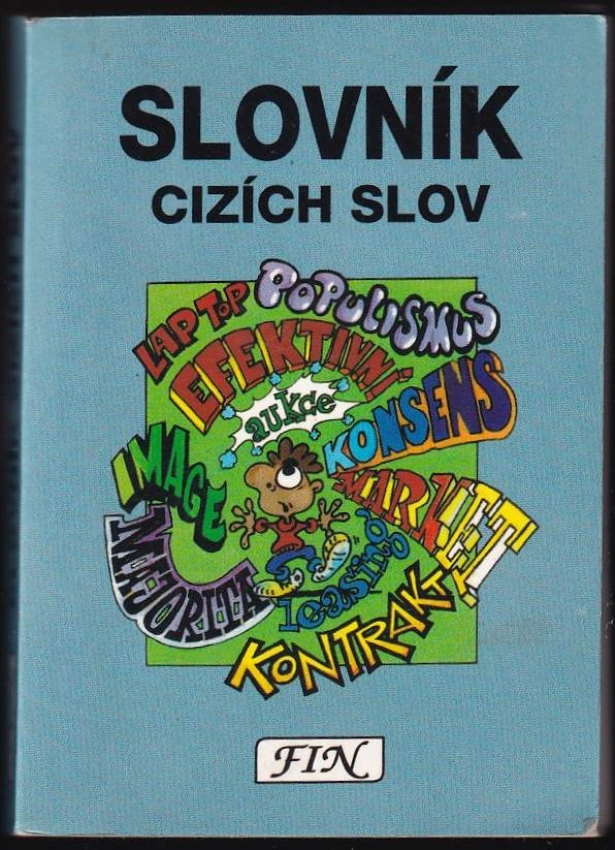 SLOVNÍK
CIZÍCH SLOV
LAP TOP
POPULISMUS
EFEKTIVNÍ
aukce
KONSENS
IMAGE
MARKET
MAJORITA
leasing
KONTRAKT
FIN